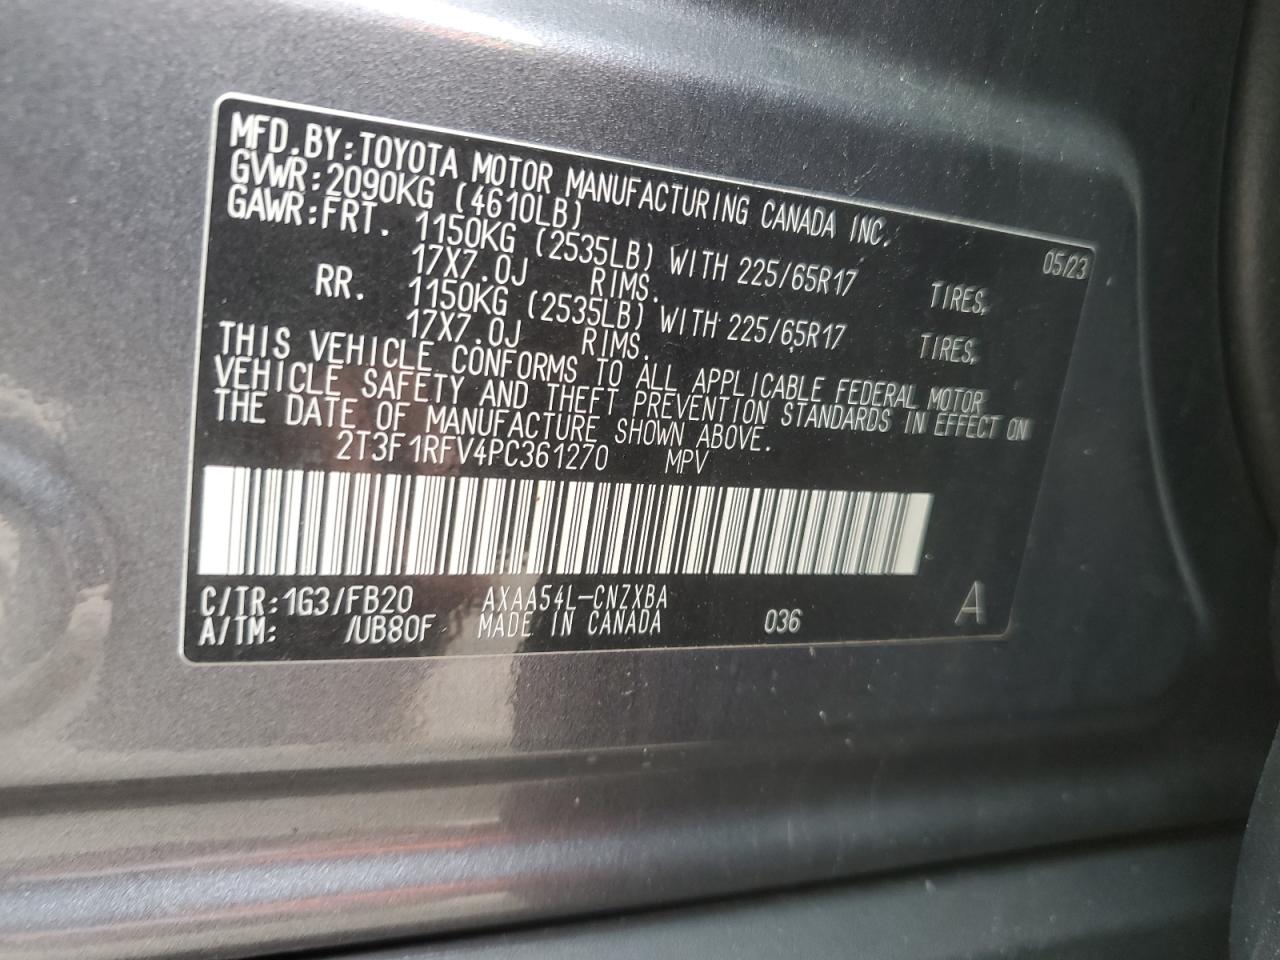 MFD.BY:TOYOTA MOTOR MANUFACTURING CANADA INC.
GVWR:2090KG (4610LB) 05/23
GAWR:FRT. 1150KG (2535LB) WITH 225/65R17 TIRES,
17X7.0J RIMS.
RR. 1150KG (2535LB) WITH 225/65R17 TIRES,
17X7.0J RIMS.
THIS VEHICLE CONFORMS TO ALL APPLICABLE FEDERAL MOTOR
VEHICLE SAFETY AND THEFT PREVENTION STANDARDS IN EFFECT ON
THE DATE OF MANUFACTURE SHOWN ABOVE.
2T3F1RFV4PC361270 MPV
C/TR:1G3/FB20 AXAA54L-CNZXBA
A/TM: /UB80F MADE IN CANADA 036 A